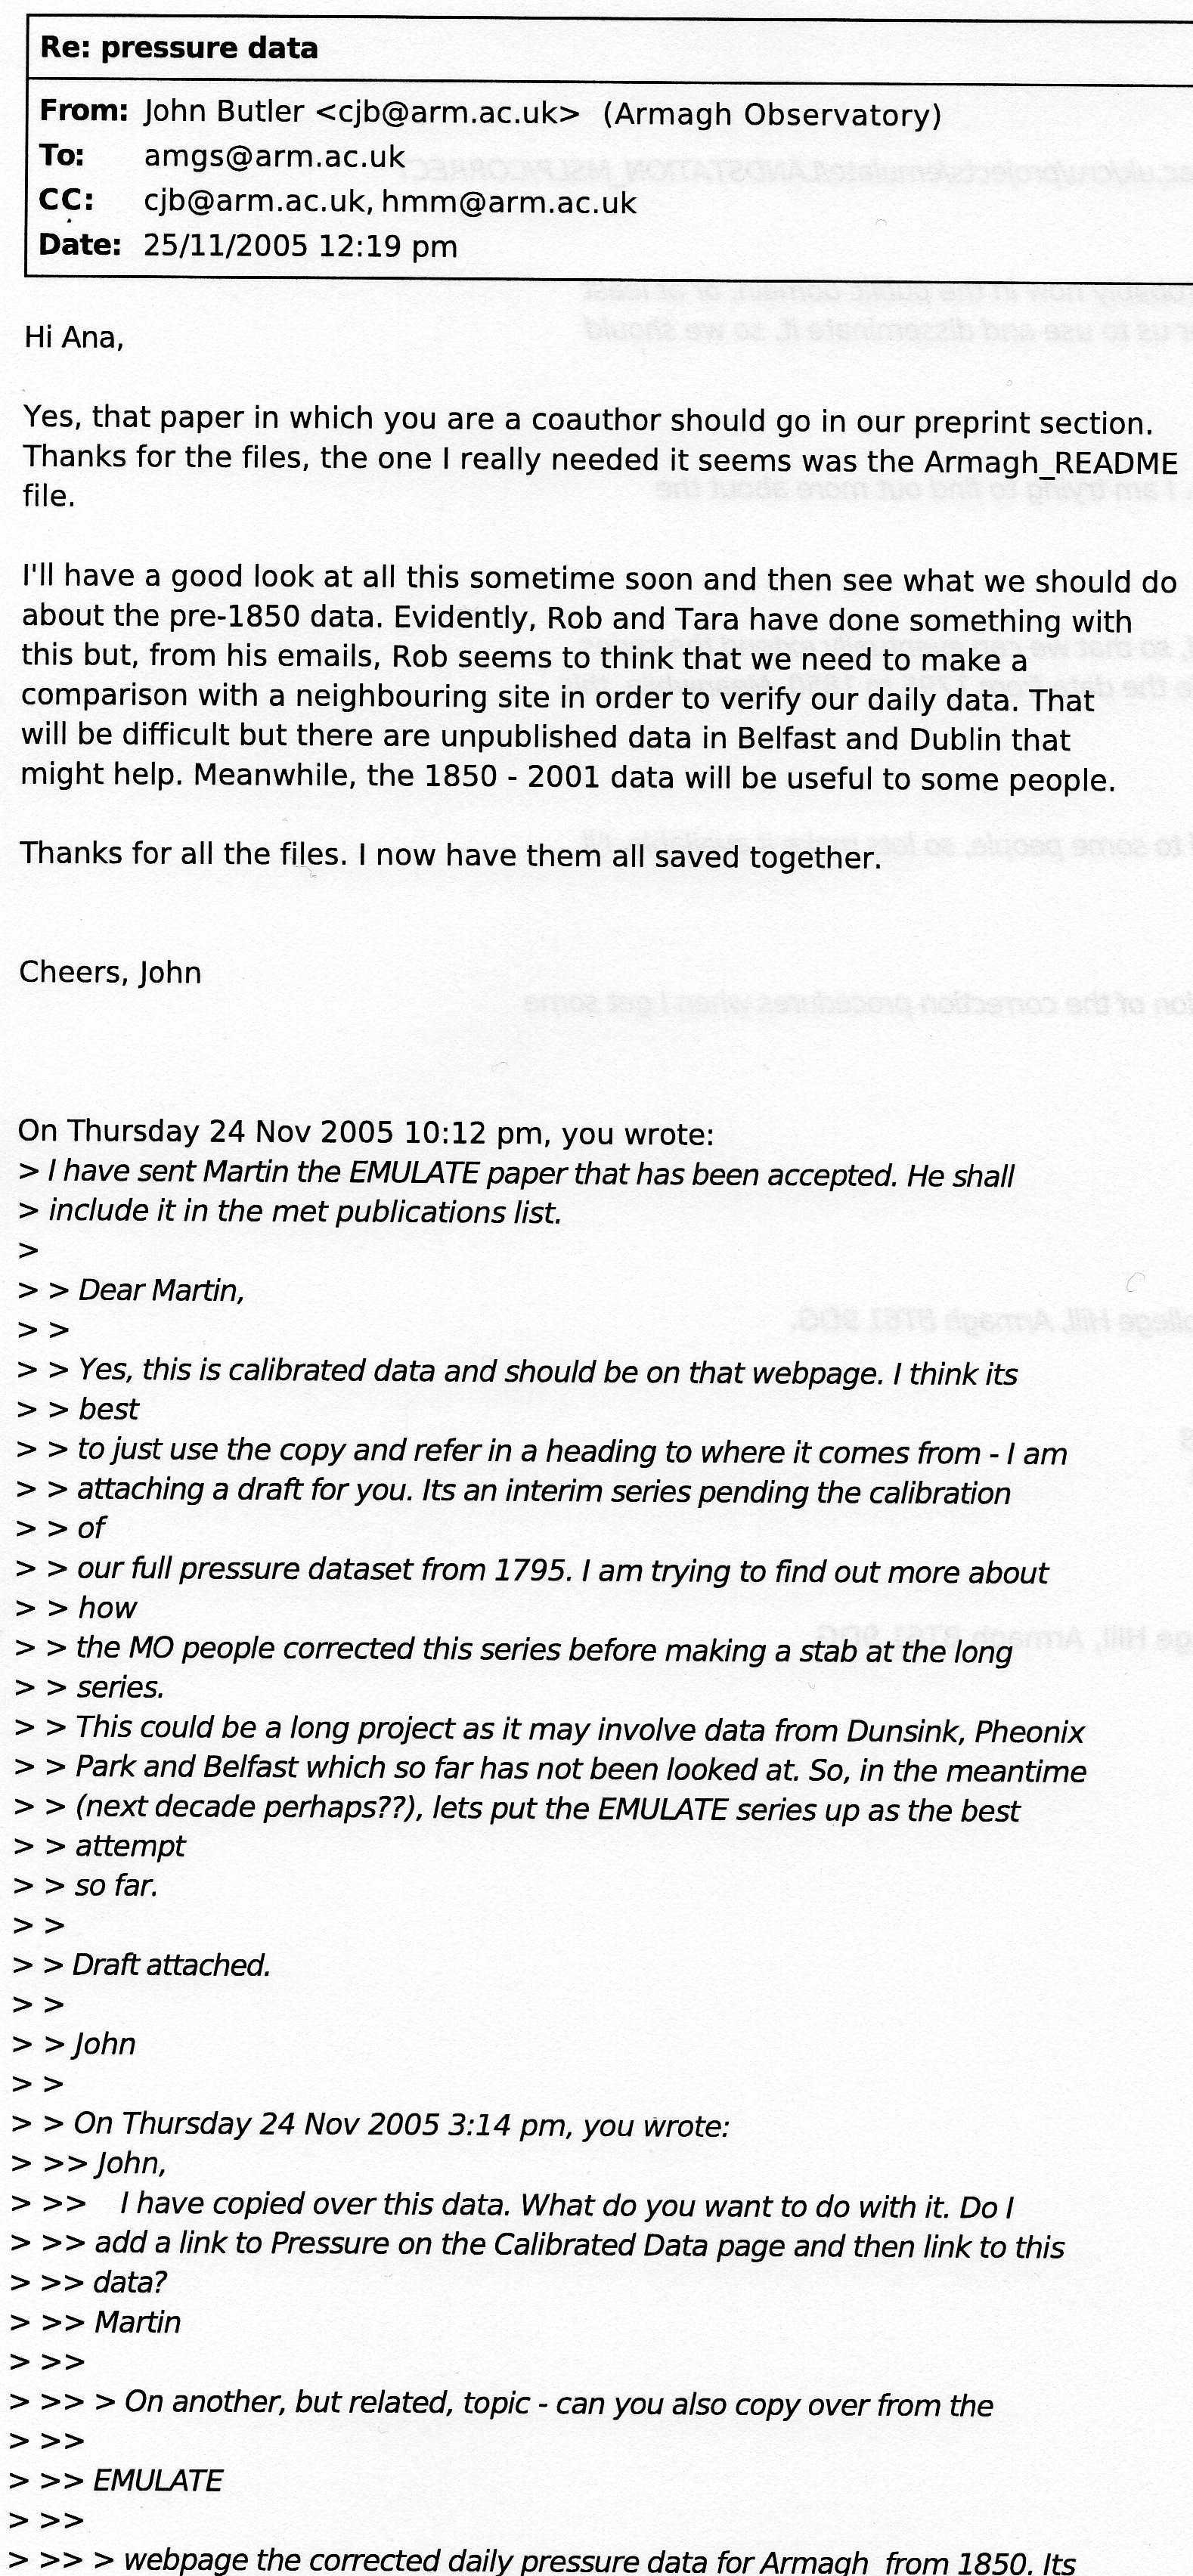 Re: pressure data
From: John Butler <cjb@arm.ac.uk> (Armagh Observatory)
To: amgs@arm.ac.uk
CC: cjb@arm.ac.uk, hmm@arm.ac.uk
Date: 25/11/2005 12:19 pm
Hi Ana,
Yes, that paper in which you are a coauthor should go in our preprint section.
Thanks for the files, the one I really needed it seems was the Armagh_README
file.
I'll have a good look at all this sometime soon and then see what we should do
about the pre-1850 data. Evidently, Rob and Tara have done something with
this but, from his emails, Rob seems to think that we need to make a
comparison with a neighbouring site in order to verify our daily data. That
will be difficult but there are unpublished data in Belfast and Dublin that
might help. Meanwhile, the 1850 - 2001 data will be useful to some people.
Thanks for all the files. I now have them all saved together.
Cheers, John
On Thursday 24 Nov 2005 10:12 pm, you wrote:
> I have sent Martin the EMULATE paper that has been accepted. He shall
> include it in the met publications list.
>
> > Dear Martin,
> >
> > Yes, this is calibrated data and should be on that webpage. I think its
> > best
> > to just use the copy and refer in a heading to where it comes from - I am
> > attaching a draft for you. Its an interim series pending the calibration
> > of
> > our full pressure dataset from 1795. I am trying to find out more about
> > how
> > the MO people corrected this series before making a stab at the long
> > series.
> > This could be a long project as it may involve data from Dunsink, Pheonix
> > Park and Belfast which so far has not been looked at. So, in the meantime
> > (next decade perhaps??), lets put the EMULATE series up as the best
> > attempt
> > so far.
> >
> > Draft attached.
> >
> > John
> >
> > On Thursday 24 Nov 2005 3:14 pm, you wrote:
> >> John,
> >> I have copied over this data. What do you want to do with it. Do I
> >> add a link to Pressure on the Calibrated Data page and then link to this
> >> data?
> >> Martin
> >>
> >> > On another, but related, topic - can you also copy over from the
> >>
> >> EMULATE
> >>
> >> > webpage the corrected daily pressure data for Armagh from 1850. Its